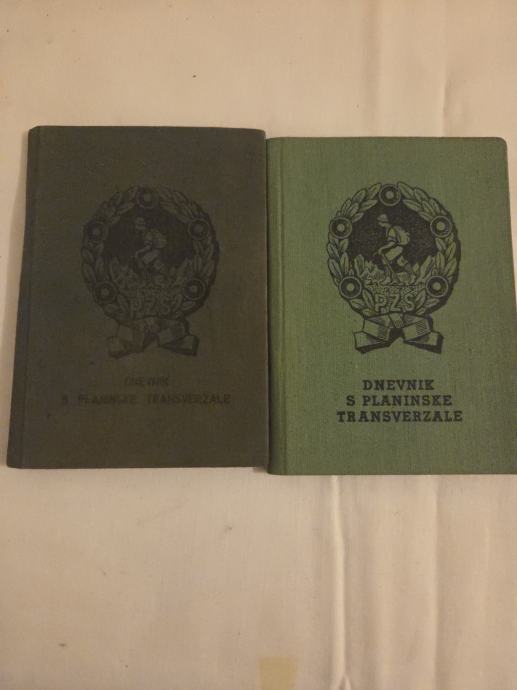 PZS
DNEVNIK
S PLANINSKE TRANSVERZALE
PZS
DNEVNIK
S PLANINSKE
TRANSVERZALE